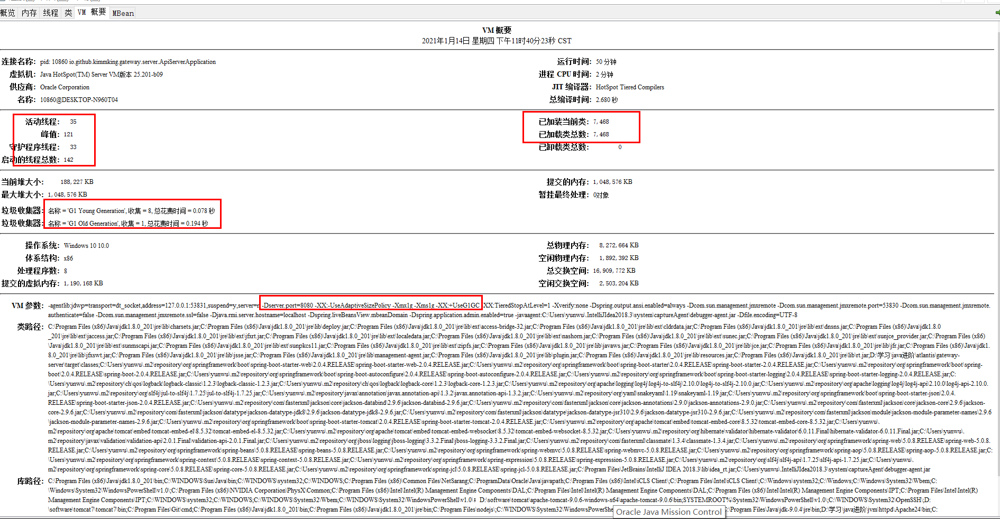 概览 内存 线程 类 VM 概要 MBean
VM 概要
2021年1月14日 星期四 下午11时40分23秒 CST
连接名称: pid: 10860 io.github.kimmking.gateway.server.ApiServerApplication
运行时间: 50 分钟
虚拟机: Java HotSpot(TM) Server VM版本 25.201-b09
进程 CPU 时间: 2 分钟
供应商: Oracle Corporation
JIT 编译器: HotSpot Tiered Compilers
名称: 10860@DESKTOP-N960T04
总编译时间: 2.680 秒
活动线程: 35
已加装当前类: 7,468
峰值: 121
已加载类总数: 7,468
守护程序线程: 33
已卸载类总数: 0
启动的线程总数: 142
当前堆大小: 188,227 KB
提交的内存: 1,048,576 KB
最大堆大小: 1,048,576 KB
暂挂最终处理: 0对象
垃圾收集器: 名称 = 'G1 Young Generation', 收集 = 8, 总花费时间 = 0.078 秒
垃圾收集器: 名称 = 'G1 Old Generation', 收集 = 1, 总花费时间 = 0.194 秒
操作系统: Windows 10 10.0
总物理内存: 8,272,664 KB
体系结构: x86
空闲物理内存: 1,892,392 KB
处理程序数: 8
总交换空间: 16,909,772 KB
提交的虚拟内存: 1,190,168 KB
空闲交换空间: 2,503,204 KB
VM 参数: -agentlib:jdwp=transport=dt_socket,address=127.0.0.1:53831,suspend=y,server=n -Dserver.port=8080 -XX:-UseAdaptiveSizePolicy -Xmx1g -Xms1g -XX:+UseG1GC -XX:TieredStopAtLevel=1 -Xverify:none -Dspring.output.ansi.enabled=always -Dcom.sun.management.jmxremote -Dcom.sun.management.jmxremote.port=53830 -Dcom.sun.management.jmxremote.
authenticate=false -Dcom.sun.management.jmxremote.ssl=false -Djava.rmi.server.hostname=localhost -Dspring.liveBeansView.mbeanDomain -Dspring.application.admin.enabled=true -javaagent:C:\Users\yunwu\.IntelliJIdea2018.3\system\captureAgent\debugger-agent.jar -Dfile.encoding=UTF-8
类路径: C:\Program Files (x86)\Java\jdk1.8.0_201\jre\lib\charsets.jar;C:\Program Files (x86)\Java\jdk1.8.0_201\jre\lib\deploy.jar;C:\Program Files (x86)\Java\jdk1.8.0_201\jre\lib\ext\access-bridge-32.jar;C:\Program Files (x86)\Java\jdk1.8.0_201\jre\lib\ext\cldrdata.jar;C:\Program Files (x86)\Java\jdk1.8.0_201\jre\lib\ext\dnsns.jar;C:\Program Files (x86)\Java\jdk1.8.0
_201\jre\lib\ext\jaccess.jar;C:\Program Files (x86)\Java\jdk1.8.0_201\jre\lib\ext\jfxrt.jar;C:\Program Files (x86)\Java\jdk1.8.0_201\jre\lib\ext\localedata.jar;C:\Program Files (x86)\Java\jdk1.8.0_201\jre\lib\ext\nashorn.jar;C:\Program Files (x86)\Java\jdk1.8.0_201\jre\lib\ext\sunec.jar;C:\Program Files (x86)\Java\jdk1.8.0_201\jre\lib\ext\sunjce_provider.jar;C:\Program Files (x86)
\Java\jdk1.8.0_201\jre\lib\ext\sunmscapi.jar;C:\Program Files (x86)\Java\jdk1.8.0_201\jre\lib\ext\sunpkcs11.jar;C:\Program Files (x86)\Java\jdk1.8.0_201\jre\lib\ext\zipfs.jar;C:\Program Files (x86)\Java\jdk1.8.0_201\jre\lib\javaws.jar;C:\Program Files (x86)\Java\jdk1.8.0_201\jre\lib\jce.jar;C:\Program Files (x86)\Java\jdk1.8.0_201\jre\lib\jfr.jar;C:\Program Files (x86)\Java\jdk1.
8.0_201\jre\lib\jfxswt.jar;C:\Program Files (x86)\Java\jdk1.8.0_201\jre\lib\jsse.jar;C:\Program Files (x86)\Java\jdk1.8.0_201\jre\lib\management-agent.jar;C:\Program Files (x86)\Java\jdk1.8.0_201\jre\lib\plugin.jar;C:\Program Files (x86)\Java\jdk1.8.0_201\jre\lib\resources.jar;C:\Program Files (x86)\Java\jdk1.8.0_201\jre\lib\rt.jar;D:\学习\java进阶\atlantis\gateway-
server\target\classes;C:\Users\yunwu\.m2\repository\org\springframework\boot\spring-boot-starter-web\2.0.4.RELEASE\spring-boot-starter-web-2.0.4.RELEASE.jar;C:\Users\yunwu\.m2\repository\org\springframework\boot\spring-boot-starter\2.0.4.RELEASE\spring-boot-starter-2.0.4.RELEASE.jar;C:\Users\yunwu\.m2\repository\org\springframework\boot\spring-
boot\2.0.4.RELEASE\spring-boot-2.0.4.RELEASE.jar;C:\Users\yunwu\.m2\repository\org\springframework\boot\spring-boot-autoconfigure\2.0.4.RELEASE\spring-boot-autoconfigure-2.0.4.RELEASE.jar;C:\Users\yunwu\.m2\repository\org\springframework\boot\spring-boot-starter-logging\2.0.4.RELEASE\spring-boot-starter-logging-2.0.4.RELEASE.jar;C:
\Users\yunwu\.m2\repository\ch\qos\logback\logback-classic\1.2.3\logback-classic-1.2.3.jar;C:\Users\yunwu\.m2\repository\ch\qos\logback\logback-core\1.2.3\logback-core-1.2.3.jar;C:\Users\yunwu\.m2\repository\org\apache\logging\log4j\log4j-to-slf4j\2.10.0\log4j-to-slf4j-2.10.0.jar;C:\Users\yunwu\.m2\repository\org\apache\logging\log4j\log4j-api\2.10.0\log4j-api-2.10.0.
jar;C:\Users\yunwu\.m2\repository\org\slf4j\jul-to-slf4j\1.7.25\jul-to-slf4j-1.7.25.jar;C:\Users\yunwu\.m2\repository\javax\annotation\javax.annotation-api\1.3.2\javax.annotation-api-1.3.2.jar;C:\Users\yunwu\.m2\repository\org\yaml\snakeyaml\1.19\snakeyaml-1.19.jar;C:\Users\yunwu\.m2\repository\org\springframework\boot\spring-boot-starter-json\2.0.4.
RELEASE\spring-boot-starter-json-2.0.4.RELEASE.jar;C:\Users\yunwu\.m2\repository\com\fasterxml\jackson\core\jackson-databind\2.9.6\jackson-databind-2.9.6.jar;C:\Users\yunwu\.m2\repository\com\fasterxml\jackson\core\jackson-annotations\2.9.0\jackson-annotations-2.9.0.jar;C:\Users\yunwu\.m2\repository\com\fasterxml\jackson\core\jackson-core\2.9.6\jackson-
core-2.9.6.jar;C:\Users\yunwu\.m2\repository\com\fasterxml\jackson\datatype\jackson-datatype-jdk8\2.9.6\jackson-datatype-jdk8-2.9.6.jar;C:\Users\yunwu\.m2\repository\com\fasterxml\jackson\datatype\jackson-datatype-jsr310\2.9.6\jackson-datatype-jsr310-2.9.6.jar;C:\Users\yunwu\.m2\repository\com\fasterxml\jackson\module\jackson-module-parameter-names\2.9.6
\jackson-module-parameter-names-2.9.6.jar;C:\Users\yunwu\.m2\repository\org\springframework\boot\spring-boot-starter-tomcat\2.0.4.RELEASE\spring-boot-starter-tomcat-2.0.4.RELEASE.jar;C:\Users\yunwu\.m2\repository\org\apache\tomcat\embed\tomcat-embed-core\8.5.32\tomcat-embed-core-8.5.32.jar;C:\Users\yunwu\.
m2\repository\org\apache\tomcat\embed\tomcat-embed-el\8.5.32\tomcat-embed-el-8.5.32.jar;C:\Users\yunwu\.m2\repository\org\apache\tomcat\embed\tomcat-embed-websocket\8.5.32\tomcat-embed-websocket-8.5.32.jar;C:\Users\yunwu\.m2\repository\org\hibernate\validator\hibernate-validator\6.0.11.Final\hibernate-validator-6.0.11.Final.jar;C:\Users\yunwu\.
m2\repository\javax\validation\validation-api\2.0.1.Final\validation-api-2.0.1.Final.jar;C:\Users\yunwu\.m2\repository\org\jboss\logging\jboss-logging\3.3.2.Final\jboss-logging-3.3.2.Final.jar;C:\Users\yunwu\.m2\repository\com\fasterxml\classmate\1.3.4\classmate-1.3.4.jar;C:\Users\yunwu\.m2\repository\org\springframework\spring-web\5.0.8.RELEASE\spring-web-5.0.8.
RELEASE.jar;C:\Users\yunwu\.m2\repository\org\springframework\spring-beans\5.0.8.RELEASE\spring-beans-5.0.8.RELEASE.jar;C:\Users\yunwu\.m2\repository\org\springframework\spring-webmvc\5.0.8.RELEASE\spring-webmvc-5.0.8.RELEASE.jar;C:\Users\yunwu\.m2\repository\org\springframework\spring-aop\5.0.8.RELEASE\spring-aop-5.0.8.RELEASE.jar;C:
\Users\yunwu\.m2\repository\org\springframework\spring-context\5.0.8.RELEASE\spring-context-5.0.8.RELEASE.jar;C:\Users\yunwu\.m2\repository\org\springframework\spring-expression\5.0.8.RELEASE\spring-expression-5.0.8.RELEASE.jar;C:\Users\yunwu\.m2\repository\org\slf4j\slf4j-api\1.7.25\slf4j-api-1.7.25.jar;C:\Users\yunwu\.
m2\repository\org\springframework\spring-core\5.0.8.RELEASE\spring-core-5.0.8.RELEASE.jar;C:\Users\yunwu\.m2\repository\org\springframework\spring-jcl\5.0.8.RELEASE\spring-jcl-5.0.8.RELEASE.jar;C:\Program Files\JetBrains\IntelliJ IDEA 2018.3\lib\idea_rt.jar;C:\Users\yunwu\.IntelliJIdea2018.3\system\captureAgent\debugger-agent.jar
库路径: C:\Program Files (x86)\Java\jdk1.8.0_201\bin;C:\WINDOWS\Sun\Java\bin;C:\WINDOWS\system32;C:\WINDOWS;C:\Program Files (x86)\Common Files\NetSarang;C:\ProgramData\Oracle\Java\javapath;C:\Program Files (x86)\Intel\iCLS Client\;C:\Program Files\Intel\iCLS Client\;C:\Windows\system32;C:\Windows;C:\Windows\System32\Wbem;C:
\Windows\System32\WindowsPowerShell\v1.0\;C:\Program Files (x86)\NVIDIA Corporation\PhysX\Common;C:\Program Files (x86)\Intel\Intel(R) Management Engine Components\DAL;C:\Program Files\Intel\Intel(R) Management Engine Components\DAL;C:\Program Files (x86)\Intel\Intel(R) Management Engine Components\IPT;C:\Program Files\Intel\Intel(R)
Management Engine Components\IPT;C:\WINDOWS\system32;C:\WINDOWS;C:\WINDOWS\System32\Wbem;C:\WINDOWS\System32\WindowsPowerShell\v1.0\；D:\software\tomcat\apache-tomcat-9.0.6-windows-x64\apache-tomcat-9.0.6\bin;SYSTEMROOT%\System32\WindowsPowerShell\v1.0\;C:\WINDOWS\System32\OpenSSH\;D:
\software\tomcat7\tomcat7\bin;C:\Program Files\Git\cmd;C:\Program Files (x86)\Java\jdk1.8.0_201\bin;C:\Program Files (x86)\Java\jdk1.8.0_201\jre\bin;C:\Program Files\nodejs\;C:\WINDOWS\System32\WindowsPowerShe
Oracle Java Mission Control
C:\Program Files\Java\jdk-9.0.4\jre\bin;D:\学习\java进阶\jvm\httpd\Apache24\bin;C: